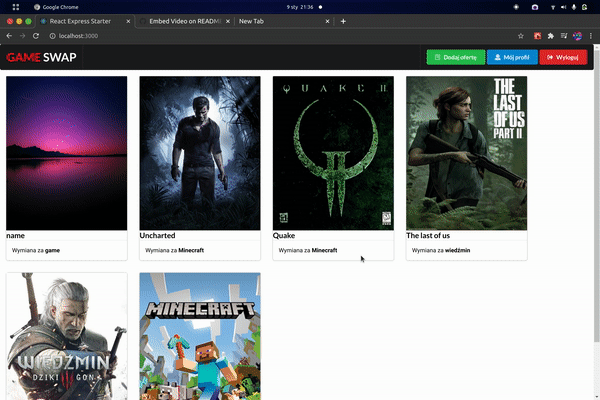 Google Chrome
9 sty 21:36
React Express Starter
Embed Video on README
New Tab
localhost:3000
GAME SWAP
Dodaj ofertę
Mój profil
Wyloguj
QUAKE II
THE LAST OF US PART II
name
Uncharted
Quake
The last of us
Wymiana za game
Wymiana za Minecraft
Wymiana za Minecraft
Wymiana za wiedźmin
WIEDŹMIN
DZIKI GON
MINECRAFT